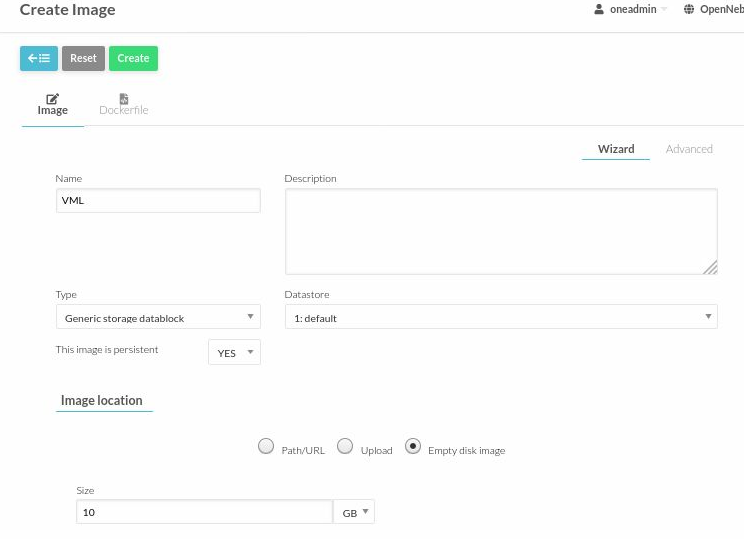 Create Image
oneadmin
OpenNeb
Reset
Create
Image
Dockerfile
Wizard
Advanced
Name
Description
VML
Type
Datastore
Generic storage datablock
1: default
This image is persistent
YES
Image location
Path/URL
Upload
Empty disk image
Size
10
GB